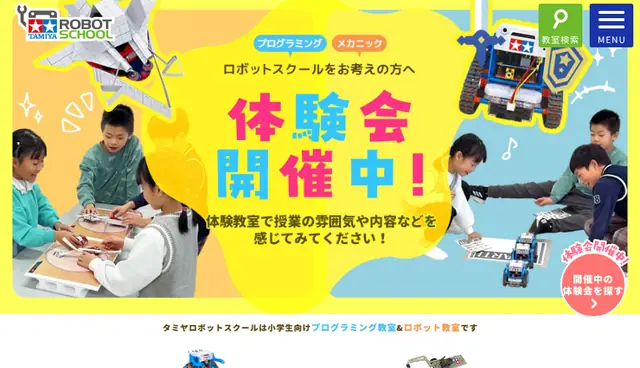 TAMIYA
ROBOT
SCHOOL
教室検索
MENU
プログラミング
メカニック
ロボットスクールをお考えの方へ
体験会
開催中!
体験教室で授業の雰囲気や内容などを
感じてみてください！
体験会開催中!
開催中の
体験会を探す
タミヤロボットスクールは小学生向けプログラミング教室&ロボット教室です